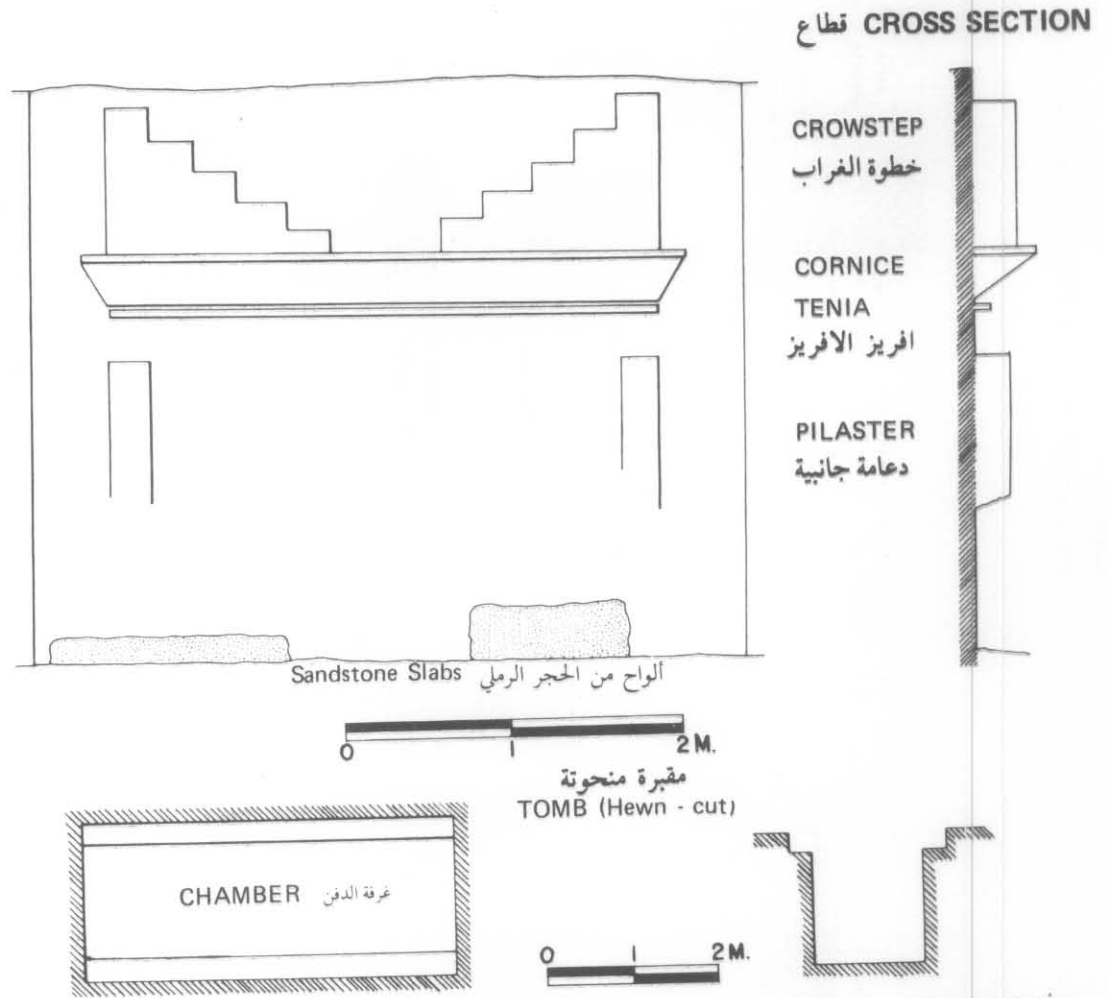 قطاع CROSS SECTION
CROWSTEP
خطوة الغراب
CORNICE
TENIA
افريز الافريز
PILASTER
دعامة جانبية
Sandstone Slabs ألواح من الحجر الرملي
0 1 2 M.
مقبرة منحوتة
TOMB (Hewn - cut)
CHAMBER غرفة الدفن
0 1 2 M.